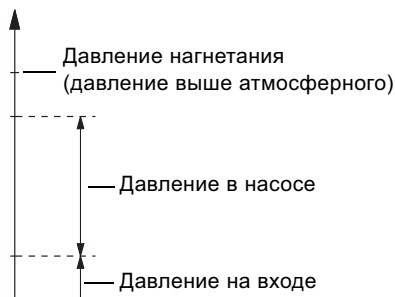 Давление нагнетания
(давление выше атмосферного)
Давление в насосе
Давление на входе